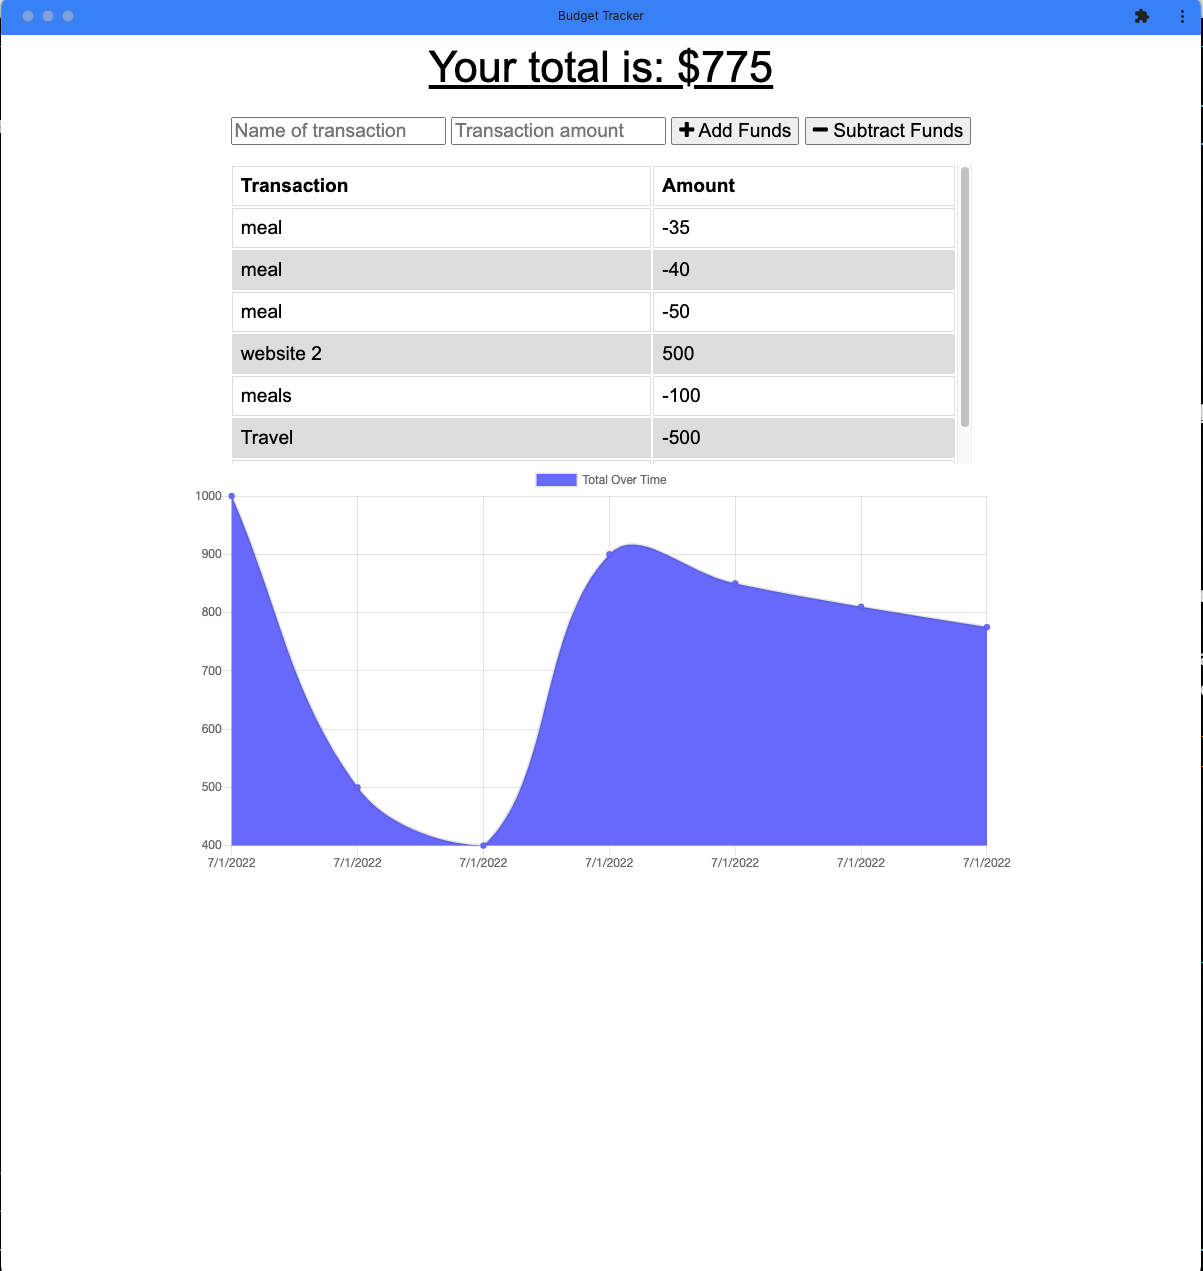 Budget Tracker
Your total is: $775
Name of transaction Transaction amount Add Funds Subtract Funds
Transaction Amount
meal -35
meal -40
meal -50
website 2 500
meals -100
Travel -500
Total Over Time
1000
900
800
700
600
500
400
7/1/2022 7/1/2022 7/1/2022 7/1/2022 7/1/2022 7/1/2022 7/1/2022